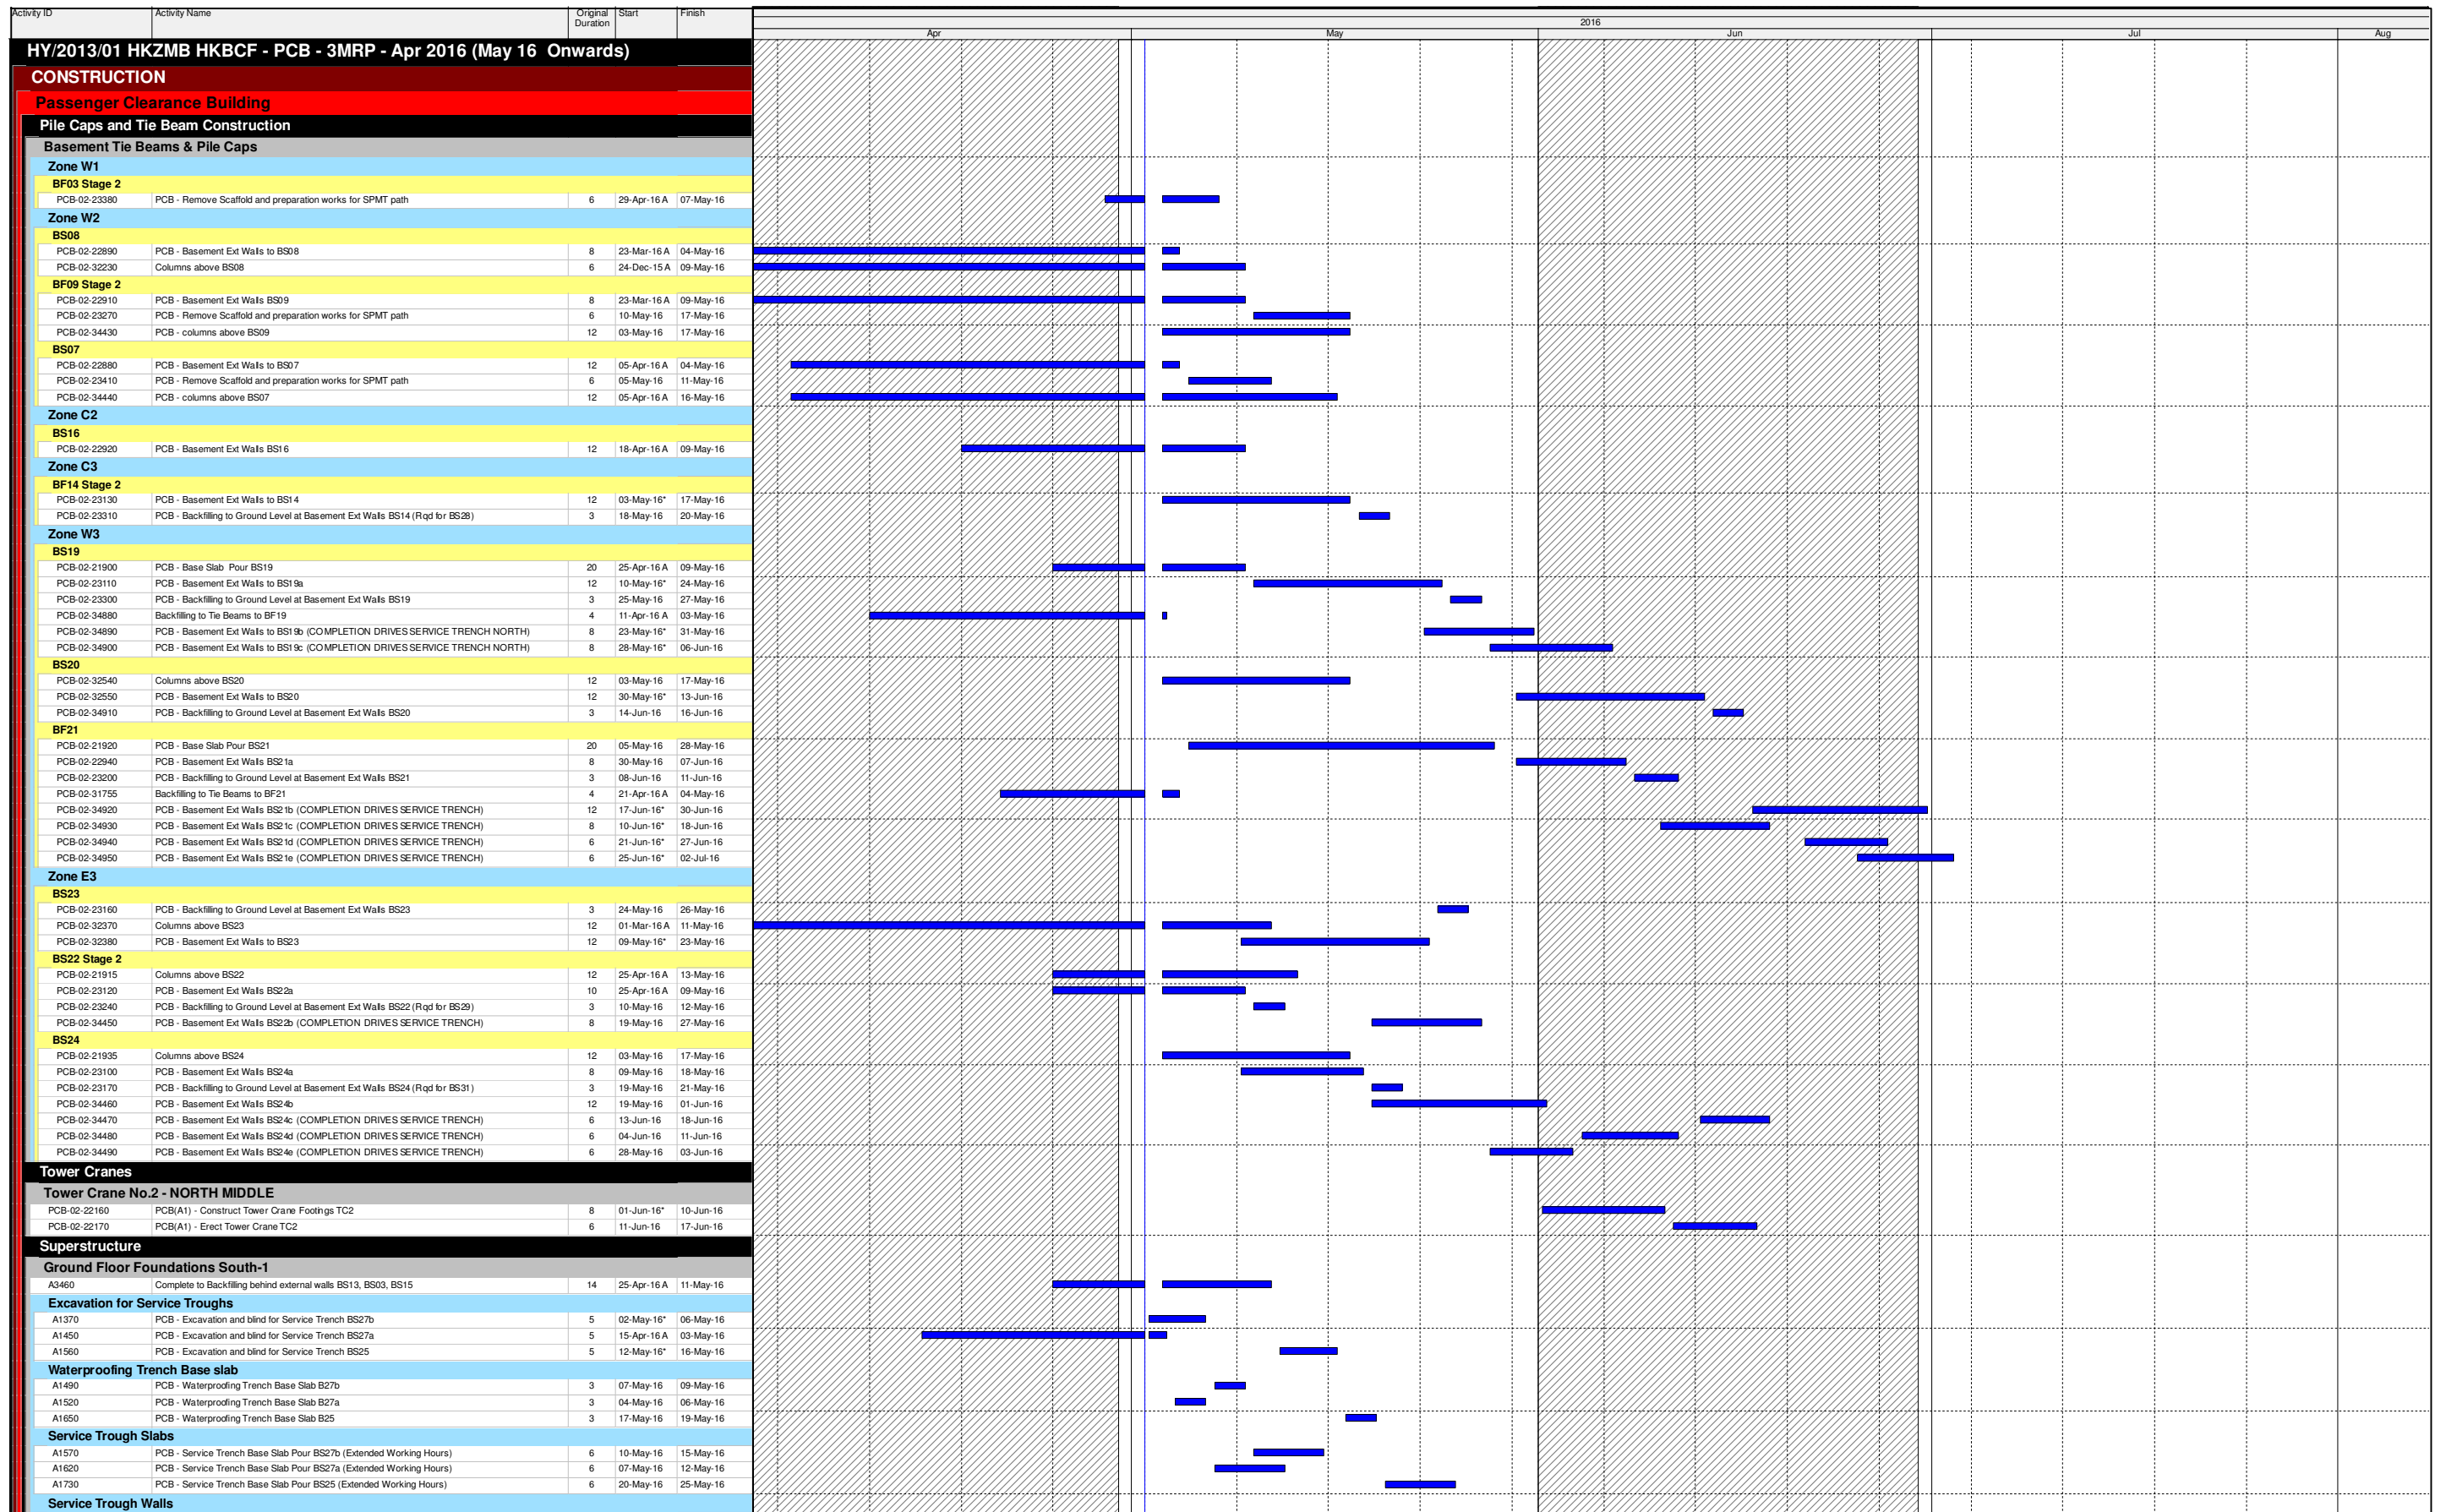 Activity ID Activity Name Original Duration Start Finish
2016
Apr May Jun Jul Aug
HY/2013/01 HKZMB HKBCF - PCB - 3MRP - Apr 2016 (May 16 Onwards)
CONSTRUCTION
Passenger Clearance Building
Pile Caps and Tie Beam Construction
Basement Tie Beams & Pile Caps
Zone W1
BF03 Stage 2
PCB-02-23380 PCB - Remove Scaffold and preparation works for SPMT path 6 29-Apr-16 A 07-May-16
Zone W2
BS08
PCB-02-22890 PCB - Basement Ext Walls to BS08 8 23-Mar-16 A 04-May-16
PCB-02-32230 Columns above BS08 6 24-Dec-15 A 09-May-16
BF09 Stage 2
PCB-02-22910 PCB - Basement Ext Walls BS09 8 23-Mar-16 A 09-May-16
PCB-02-23270 PCB - Remove Scaffold and preparation works for SPMT path 6 10-May-16 17-May-16
PCB-02-34430 PCB - columns above BS09 12 03-May-16 17-May-16
BS07
PCB-02-22880 PCB - Basement Ext Walls to BS07 12 05-Apr-16 A 04-May-16
PCB-02-23410 PCB - Remove Scaffold and preparation works for SPMT path 6 05-May-16 11-May-16
PCB-02-34440 PCB - columns above BS07 12 05-Apr-16 A 16-May-16
Zone C2
BS16
PCB-02-22920 PCB - Basement Ext Walls BS16 12 18-Apr-16 A 09-May-16
Zone C3
BF14 Stage 2
PCB-02-23130 PCB - Basement Ext Walls to BS14 12 03-May-16* 17-May-16
PCB-02-23310 PCB - Backfilling to Ground Level at Basement Ext Walls BS14 (Rqd for BS28) 3 18-May-16 20-May-16
Zone W3
BS19
PCB-02-21900 PCB - Base Slab Pour BS19 20 25-Apr-16 A 09-May-16
PCB-02-23110 PCB - Basement Ext Walls to BS19a 12 10-May-16* 24-May-16
PCB-02-23300 PCB - Backfilling to Ground Level at Basement Ext Walls BS19 3 25-May-16 27-May-16
PCB-02-34880 Backfilling to Tie Beams to BF19 4 11-Apr-16 A 03-May-16
PCB-02-34890 PCB - Basement Ext Walls to BS19b (COMPLETION DRIVES SERVICE TRENCH NORTH) 8 23-May-16* 31-May-16
PCB-02-34900 PCB - Basement Ext Walls to BS19c (COMPLETION DRIVES SERVICE TRENCH NORTH) 8 28-May-16* 06-Jun-16
BS20
PCB-02-32540 Columns above BS20 12 03-May-16 17-May-16
PCB-02-32550 PCB - Basement Ext Walls to BS20 12 30-May-16* 13-Jun-16
PCB-02-34910 PCB - Backfilling to Ground Level at Basement Ext Walls BS20 3 14-Jun-16 16-Jun-16
BF21
PCB-02-21920 PCB - Base Slab Pour BS21 20 05-May-16 28-May-16
PCB-02-22940 PCB - Basement Ext Walls BS21a 8 30-May-16 07-Jun-16
PCB-02-23200 PCB - Backfilling to Ground Level at Basement Ext Walls BS21 3 08-Jun-16 11-Jun-16
PCB-02-31755 Backfilling to Tie Beams to BF21 4 21-Apr-16 A 04-May-16
PCB-02-34920 PCB - Basement Ext Walls BS21b (COMPLETION DRIVES SERVICE TRENCH) 12 17-Jun-16* 30-Jun-16
PCB-02-34930 PCB - Basement Ext Walls BS21c (COMPLETION DRIVES SERVICE TRENCH) 8 10-Jun-16* 18-Jun-16
PCB-02-34940 PCB - Basement Ext Walls BS21d (COMPLETION DRIVES SERVICE TRENCH) 6 21-Jun-16* 27-Jun-16
PCB-02-34950 PCB - Basement Ext Walls BS21e (COMPLETION DRIVES SERVICE TRENCH) 6 25-Jun-16* 02-Jul-16
Zone E3
BS23
PCB-02-23160 PCB - Backfilling to Ground Level at Basement Ext Walls BS23 3 24-May-16 26-May-16
PCB-02-32370 Columns above BS23 12 01-Mar-16 A 11-May-16
PCB-02-32380 PCB - Basement Ext Walls to BS23 12 09-May-16* 23-May-16
BS22 Stage 2
PCB-02-21915 Columns above BS22 12 25-Apr-16 A 13-May-16
PCB-02-23120 PCB - Basement Ext Walls BS22a 10 25-Apr-16 A 09-May-16
PCB-02-23240 PCB - Backfilling to Ground Level at Basement Ext Walls BS22 (Rqd for BS29) 3 10-May-16 12-May-16
PCB-02-34450 PCB - Basement Ext Walls BS22b (COMPLETION DRIVES SERVICE TRENCH) 8 19-May-16 27-May-16
BS24
PCB-02-21935 Columns above BS24 12 03-May-16 17-May-16
PCB-02-23100 PCB - Basement Ext Walls BS24a 8 09-May-16 18-May-16
PCB-02-23170 PCB - Backfilling to Ground Level at Basement Ext Walls BS24 (Rqd for BS31) 3 19-May-16 21-May-16
PCB-02-34460 PCB - Basement Ext Walls BS24b 12 19-May-16 01-Jun-16
PCB-02-34470 PCB - Basement Ext Walls BS24c (COMPLETION DRIVES SERVICE TRENCH) 6 13-Jun-16 18-Jun-16
PCB-02-34480 PCB - Basement Ext Walls BS24d (COMPLETION DRIVES SERVICE TRENCH) 6 04-Jun-16 11-Jun-16
PCB-02-34490 PCB - Basement Ext Walls BS24e (COMPLETION DRIVES SERVICE TRENCH) 6 28-May-16 03-Jun-16
Tower Cranes
Tower Crane No.2 - NORTH MIDDLE
PCB-02-22160 PCB(A1) - Construct Tower Crane Footings TC2 8 01-Jun-16* 10-Jun-16
PCB-02-22170 PCB(A1) - Erect Tower Crane TC2 6 11-Jun-16 17-Jun-16
Superstructure
Ground Floor Foundations South-1
A3460 Complete to Backfilling behind external walls BS13, BS03, BS15 14 25-Apr-16 A 11-May-16
Excavation for Service Troughs
A1370 PCB - Excavation and blind for Service Trench BS27b 5 02-May-16* 06-May-16
A1450 PCB - Excavation and blind for Service Trench BS27a 5 15-Apr-16 A 03-May-16
A1560 PCB - Excavation and blind for Service Trench BS25 5 12-May-16* 16-May-16
Waterproofing Trench Base slab
A1490 PCB - Waterproofing Trench Base Slab B27b 3 07-May-16 09-May-16
A1520 PCB - Waterproofing Trench Base Slab B27a 3 04-May-16 06-May-16
A1650 PCB - Waterproofing Trench Base Slab B25 3 17-May-16 19-May-16
Service Trough Slabs
A1570 PCB - Service Trench Base Slab Pour BS27b (Extended Working Hours) 6 10-May-16 15-May-16
A1620 PCB - Service Trench Base Slab Pour BS27a (Extended Working Hours) 6 07-May-16 12-May-16
A1730 PCB - Service Trench Base Slab Pour BS25 (Extended Working Hours) 6 20-May-16 25-May-16
Service Trough Walls